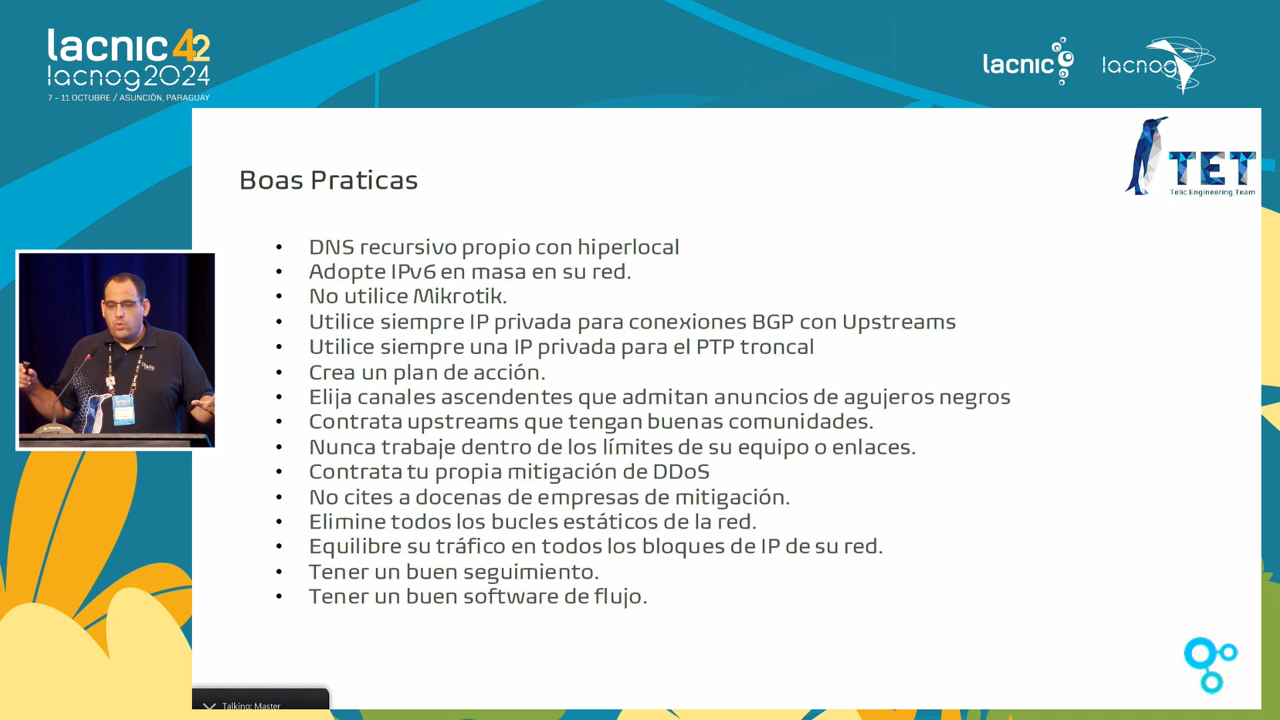 lacnic 42
lacnog2024
7 - 11 OCTUBRE / ASUNCIÓN, PARAGUAY
lacnic
lacnog
TET
Telic Engineering Team
Boas Praticas
• DNS recursivo propio con hiperlocal
• Adopte IPv6 en masa en su red.
• No utilice Mikrotik.
• Utilice siempre IP privada para conexiones BGP con Upstreams
• Utilice siempre una IP privada para el PTP troncal
• Crea un plan de acción.
• Elija canales ascendentes que admitan anuncios de agujeros negros
• Contrata upstreams que tengan buenas comunidades.
• Nunca trabaje dentro de los límites de su equipo o enlaces.
• Contrata tu propia mitigación de DDoS
• No cites a docenas de empresas de mitigación.
• Elimine todos los bucles estáticos de la red.
• Equilibre su tráfico en todos los bloques de IP de su red.
• Tener un buen seguimiento.
• Tener un buen software de flujo.
Talking: Master